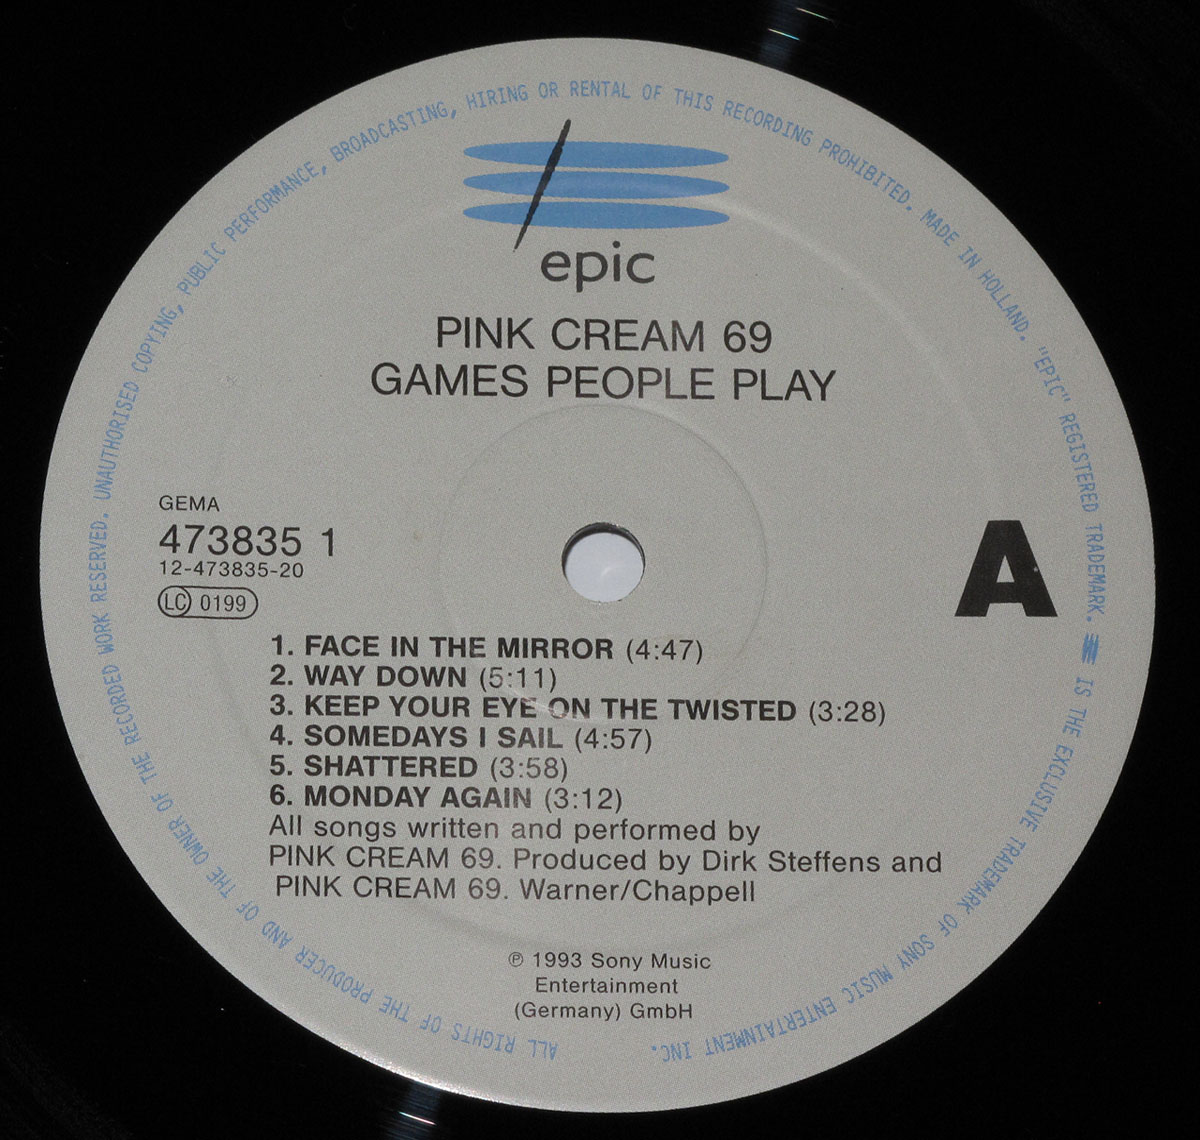 ALL RIGHTS OF THE PRODUCER AND OF THE OWNER OF THE RECORDED WORK RESERVED. UNAUTHORISED COPYING, PUBLIC PERFORMANCE, BROADCASTING, HIRING OR RENTAL OF THIS RECORDING PROHIBITED. MADE IN HOLLAND. "EPIC" REGISTERED TRADEMARK. IS THE EXCLUSIVE TRADEMARK OF SONY MUSIC ENTERTAINMENT INC.
epic
PINK CREAM 69
GAMES PEOPLE PLAY
GEMA
473835 1
12-473835-20
LC 0199
A
1. FACE IN THE MIRROR (4:47)
2. WAY DOWN (5:11)
3. KEEP YOUR EYE ON THE TWISTED (3:28)
4. SOMEDAYS I SAIL (4:57)
5. SHATTERED (3:58)
6. MONDAY AGAIN (3:12)
All songs written and performed by
PINK CREAM 69. Produced by Dirk Steffens and
PINK CREAM 69. Warner/Chappell
℗ 1993 Sony Music
Entertainment
(Germany) GmbH